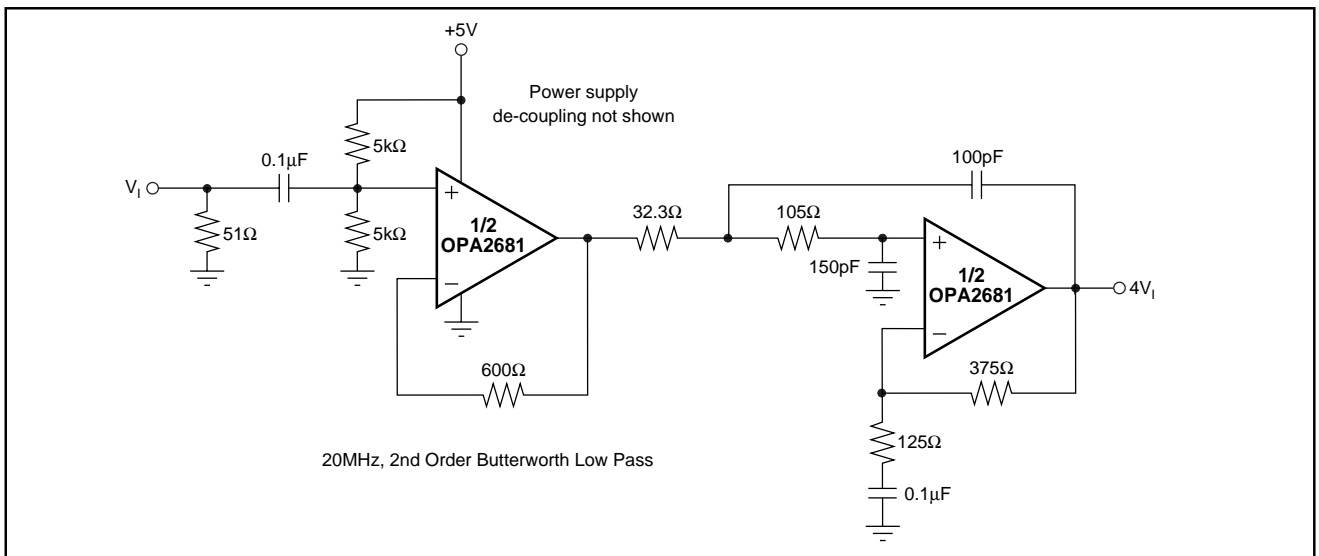 +5V
Power supply
de-coupling not shown
5kΩ
0.1µF
V_I
+
1/2
OPA2681
−
51Ω
5kΩ
32.3Ω
105Ω
100pF
150pF
+
1/2
OPA2681
−
4V_I
600Ω
375Ω
125Ω
0.1µF
20MHz, 2nd Order Butterworth Low Pass